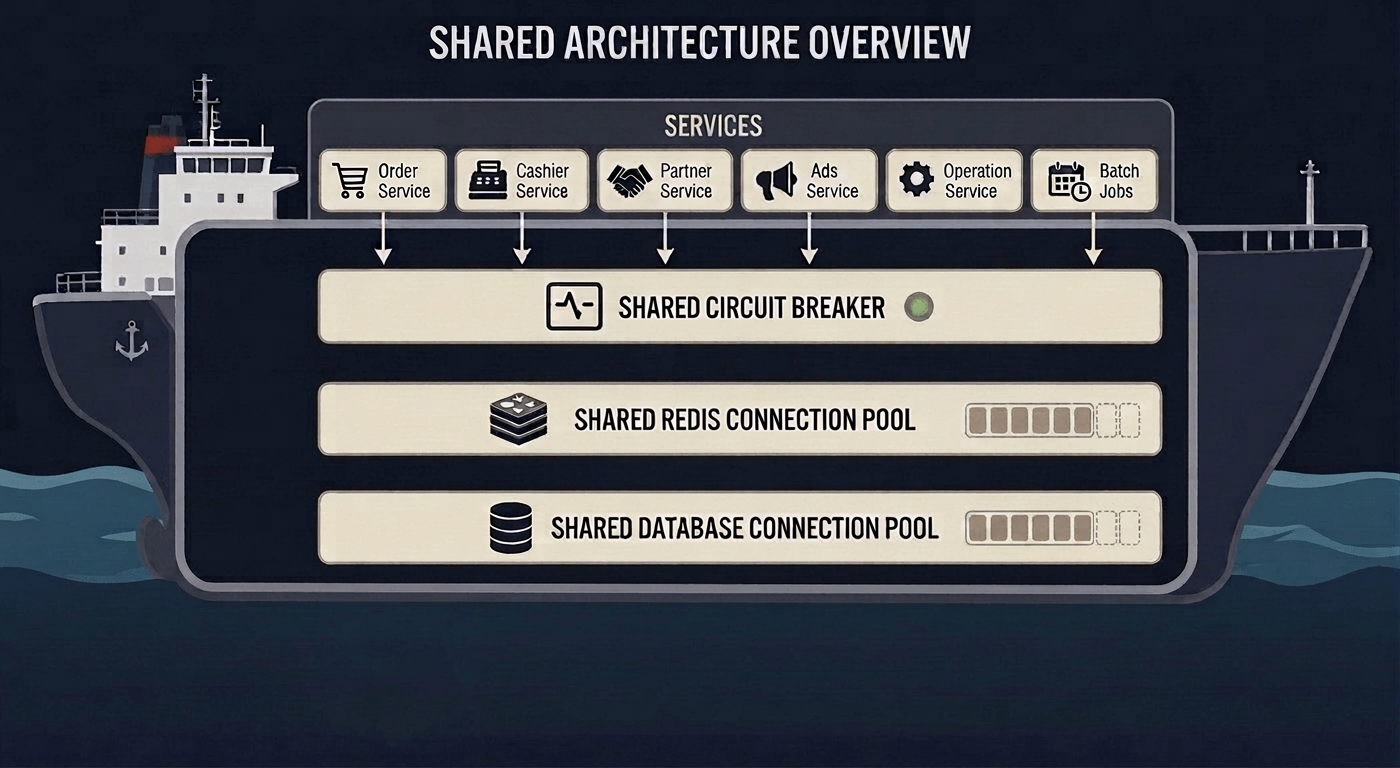 SHARED ARCHITECTURE OVERVIEW
SERVICES
Order
Service
Cashier
Service
Partner
Service
Ads
Service
Operation
Service
Batch
Jobs
SHARED CIRCUIT BREAKER
SHARED REDIS CONNECTION POOL
SHARED DATABASE CONNECTION POOL